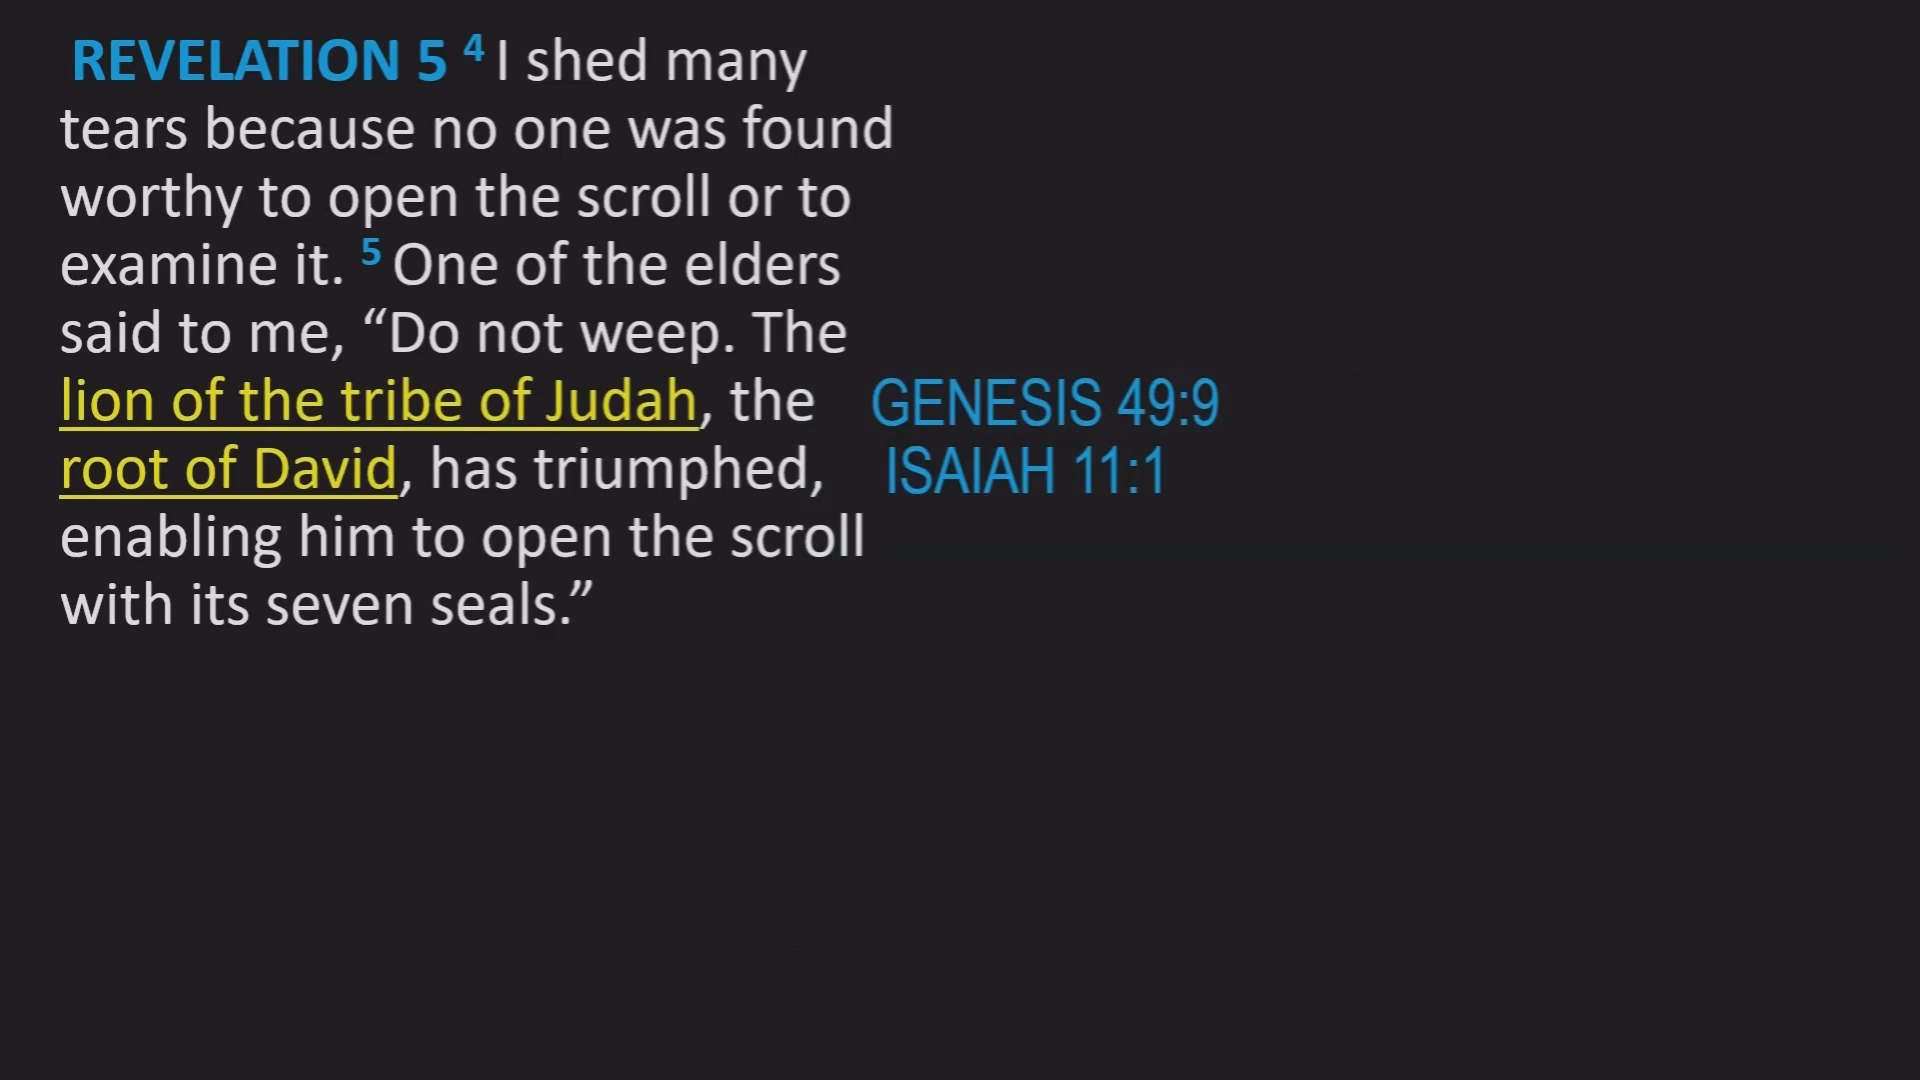 REVELATION 5 4 I shed many
tears because no one was found
worthy to open the scroll or to
examine it. 5 One of the elders
said to me, “Do not weep. The
lion of the tribe of Judah, the GENESIS 49:9
root of David, has triumphed, ISAIAH 11:1
enabling him to open the scroll
with its seven seals.”